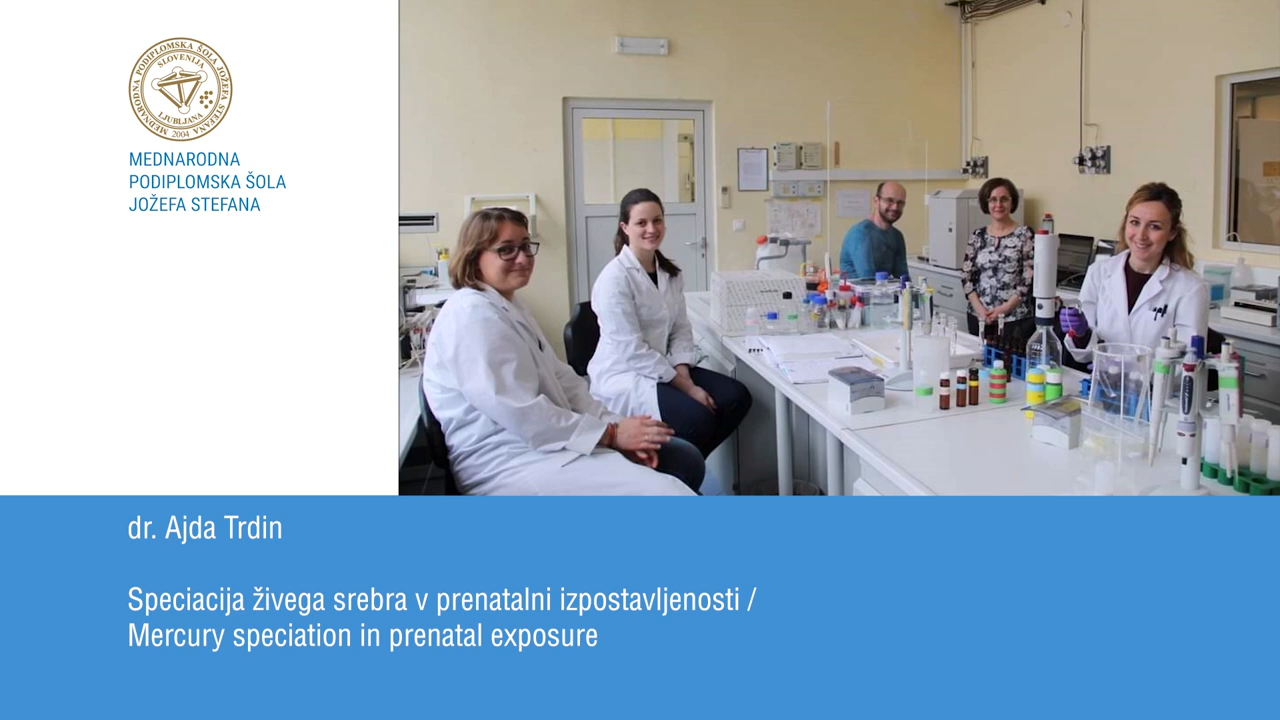 MEDNARODNA PODIPLOMSKA ŠOLA JOŽEFA STEFANA
SLOVENIJA
LJUBLJANA
2004
MEDNARODNA
PODIPLOMSKA ŠOLA
JOŽEFA STEFANA
dr. Ajda Trdin
Speciacija živega srebra v prenatalni izpostavljenosti /
Mercury speciation in prenatal exposure